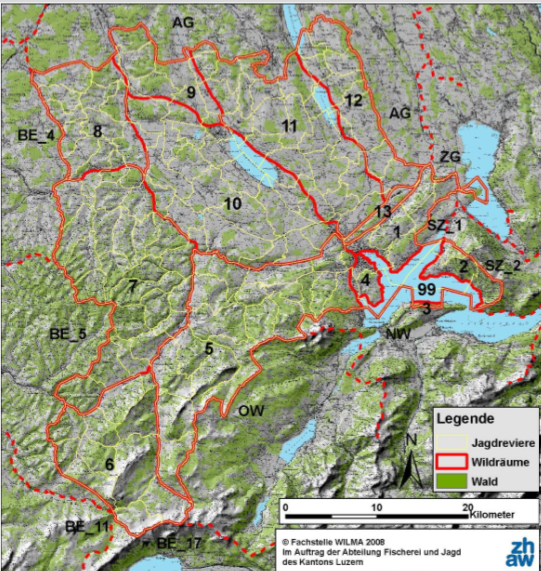 AG
9
12
11
AG
BE_4
8
ZG
10
13
1
SZ_1
2
SZ_2
4
99
7
3
BE_5
NW
5
OW
6
BE_11
BE_17
N
Legende
Jagdreviere
Wildräume
Wald
0 10 20
Kilometer
© Fachstelle WILMA 2008
Im Auftrag der Abteilung Fischerei und Jagd
des Kantons Luzern
zh
aw